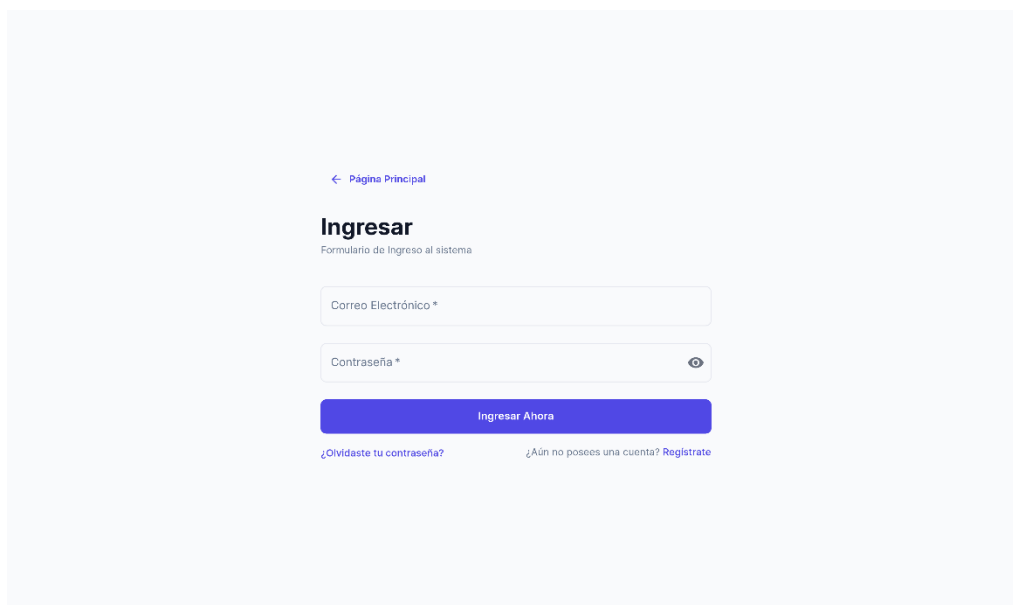 Página Principal
Ingresar
Formulario de Ingreso al sistema
Correo Electrónico *
Contraseña *
Ingresar Ahora
¿Olvidaste tu contraseña?
¿Aún no posees una cuenta? Regístrate